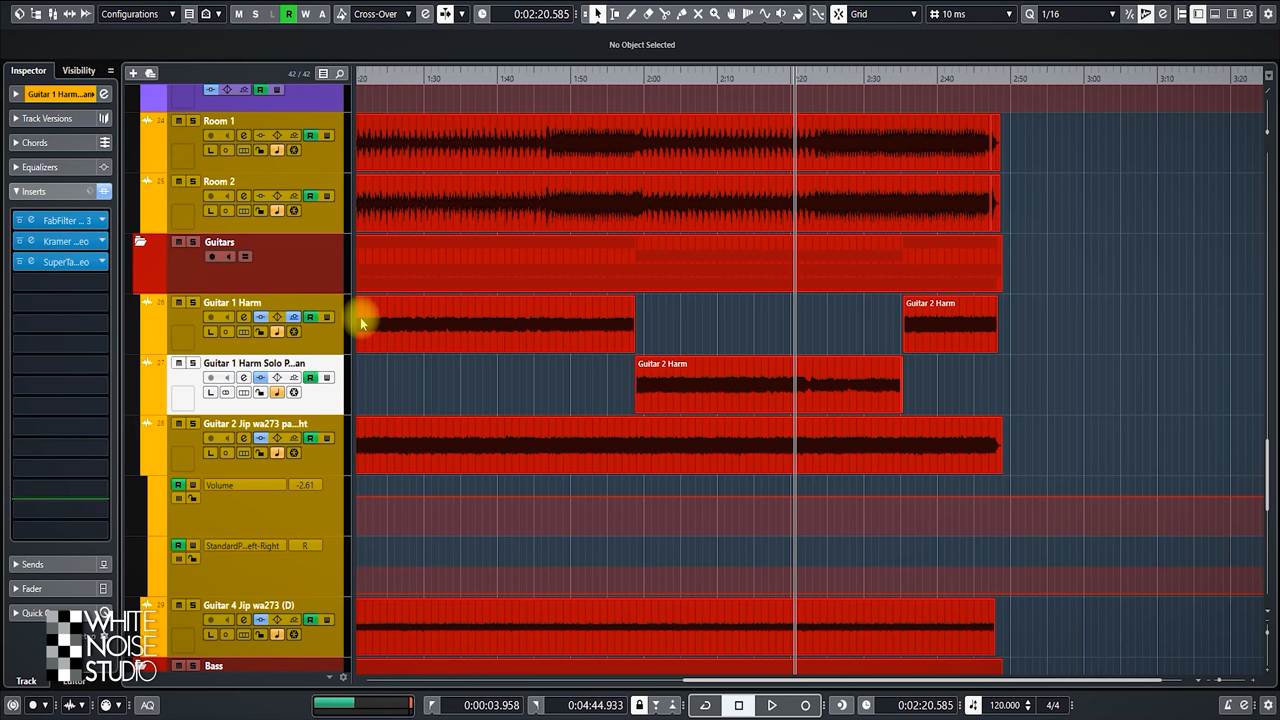 Configurations
M S L R W A
Cross-Over
0:02:20.585
Grid
10 ms
Q 1/16
No Object Selected
Inspector
Visibility
42 / 42
1:30 1:40 1:50 2:00 2:30 2:40 2:50 3:00 3:10 3:20
Guitar 1 Harm...an
Track Versions
Chords
Equalizers
Inserts
FabFilter ... 3
Kramer ...eo
SuperTa...eo
24
Room 1
25
Room 2
Guitars
26
Guitar 1 Harm
Guitar 2 Harm
27
Guitar 1 Harm Solo P...an
Guitar 2 Harm
28
Guitar 2 Jip wa273 pa...ht
Volume -2.61
StandardP...eft-Right R
29
Guitar 4 Jip wa273 (D)
Bass
Sends
Fader
Quick
WHITE
NOISE
STUDIO
Track
Editor
AQ
0:00:03.958
0:04:44.933
0:02:20.585
120.000
4/4